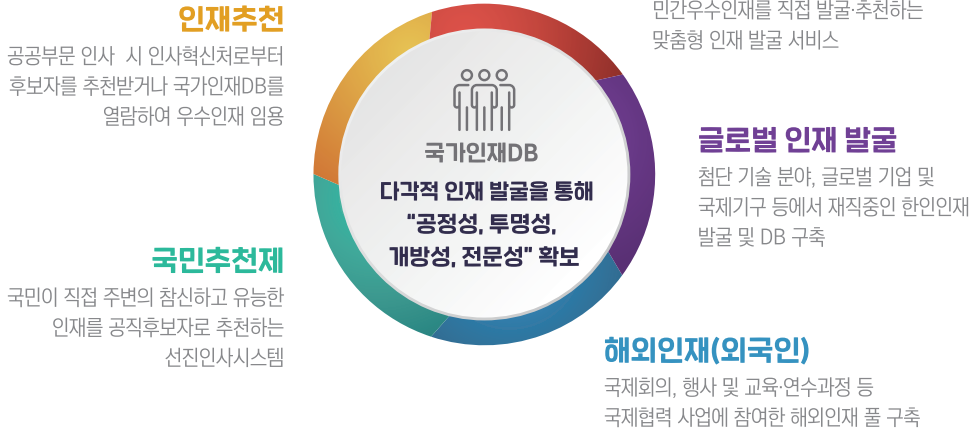 인재추천
공공부문 인사 시 인사혁신처로부터
후보자를 추천받거나 국가인재DB를
열람하여 우수인재 임용
민간우수인재를 직접 발굴·추천하는
맞춤형 인재 발굴 서비스
국가인재DB
다각적 인재 발굴을 통해
"공정성, 투명성,
개방성, 전문성" 확보
글로벌 인재 발굴
첨단 기술 분야, 글로벌 기업 및
국제기구 등에서 재직중인 한인인재
발굴 및 DB 구축
국민추천제
국민이 직접 주변의 참신하고 유능한
인재를 공직후보자로 추천하는
선진인사시스템
해외인재(외국인)
국제회의, 행사 및 교육·연수과정 등
국제협력 사업에 참여한 해외인재 풀 구축